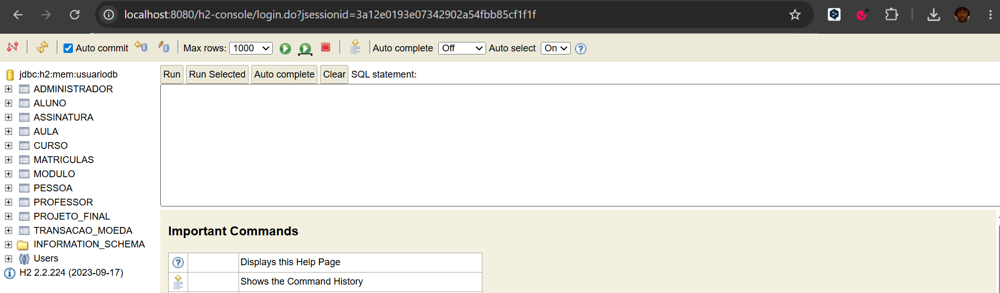 localhost:8080/h2-console/login.do?jsessionid=3a12e0193e07342902a54fbb85cf1f1f
Auto commit Max rows: 1000 Auto complete Off Auto select On
jdbc:h2:mem:usuariodb
ADMINISTRADOR
ALUNO
ASSINATURA
AULA
CURSO
MATRICULAS
MODULO
PESSOA
PROFESSOR
PROJETO_FINAL
TRANSACAO_MOEDA
INFORMATION_SCHEMA
Users
H2 2.2.224 (2023-09-17)
Run Run Selected Auto complete Clear SQL statement:
Important Commands
Displays this Help Page
Shows the Command History